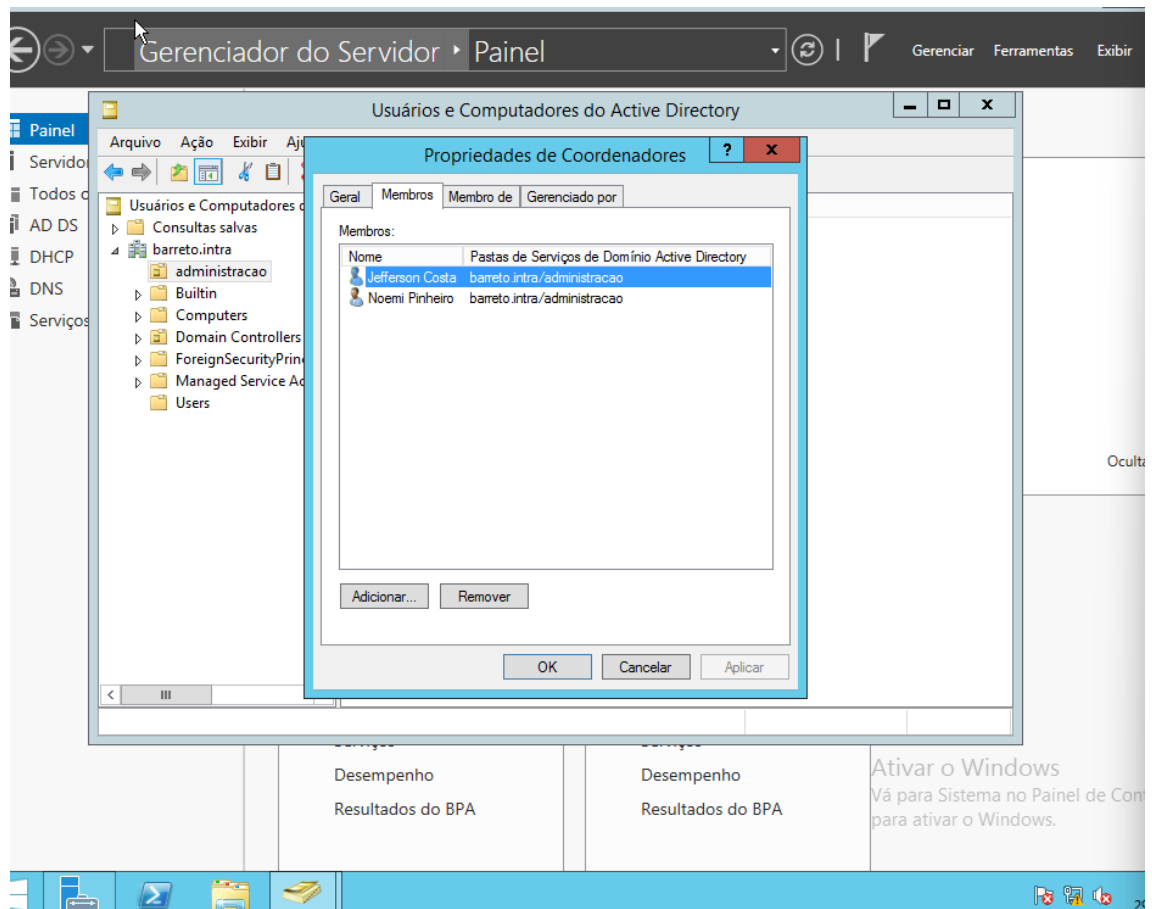 Gerenciador do Servidor ‣ Painel
Gerenciar Ferramentas Exibir
Painel
Todos
AD DS
DHCP
DNS
Serviços
Usuários e Computadores do Active Directory
Arquivo Ação Exibir
Usuários e Computadores
Consultas salvas
barreto.intra
administracao
Builtin
Computers
Domain Controllers
Managed Service
Users
Propriedades de Coordenadores
Geral Membros Membro de Gerenciado por
Membros:
Nome Pastas de Serviços de Domínio Active Directory
Jefferson Costa barreto.intra/administracao
Noemi Pinheiro barreto.intra/administracao
Adicionar... Remover
OK Cancelar Aplicar
Desempenho
Resultados do BPA
Desempenho
Resultados do BPA
Ativar o Windows
Vá para Sistema no Painel de
para ativar o Windows.